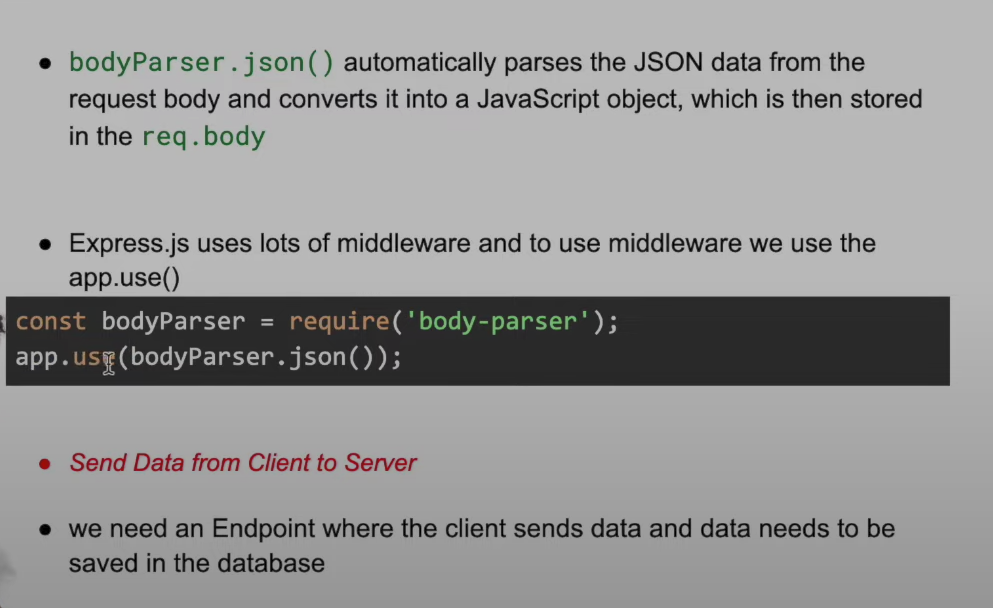 ● bodyParser.json() automatically parses the JSON data from the
request body and converts it into a JavaScript object, which is then stored
in the req.body
● Express.js uses lots of middleware and to use middleware we use the
app.use()
const bodyParser = require('body-parser');
app.use(bodyParser.json());
● Send Data from Client to Server
● we need an Endpoint where the client sends data and data needs to be
saved in the database